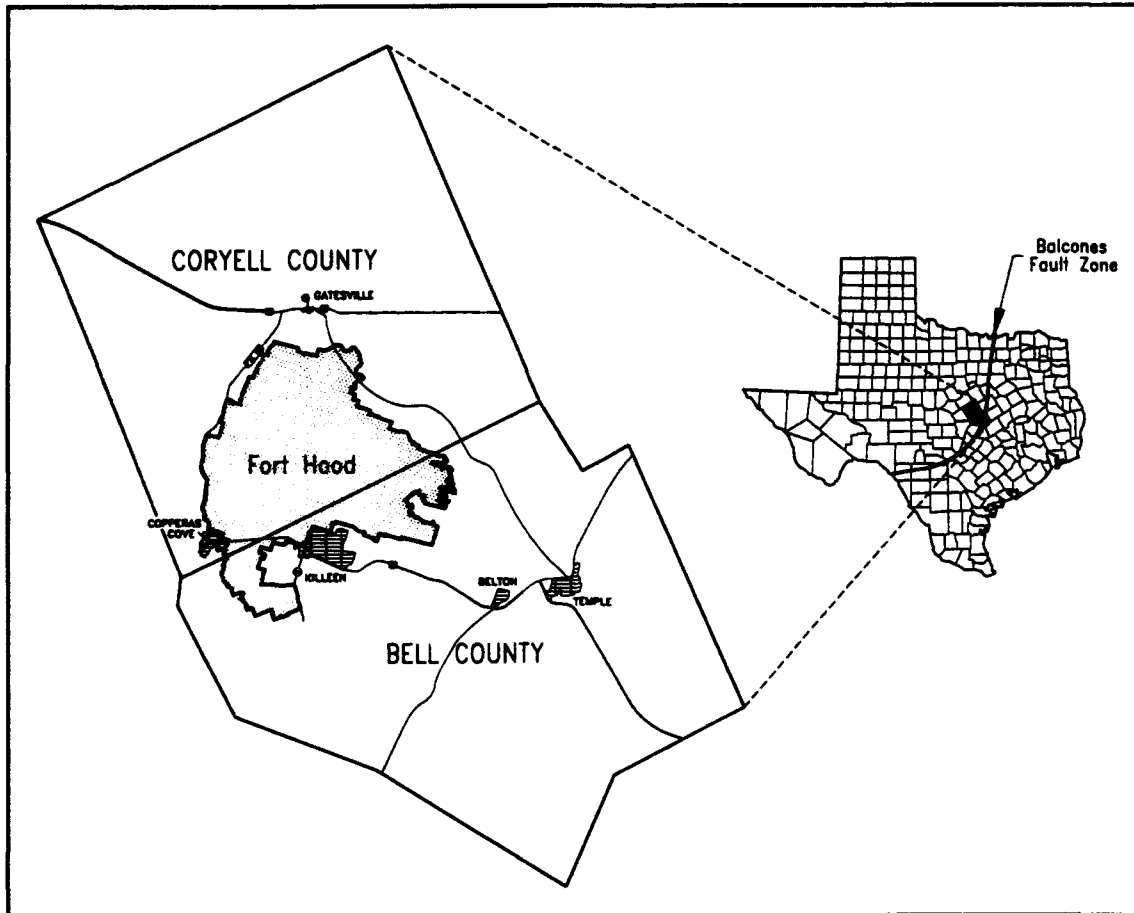 CORYELL COUNTY
GATESVILLE
Balcones
Fault Zone
Fort Hood
COPPERAS
COVE
KILLEEN
BELTON
TEMPLE
BELL COUNTY